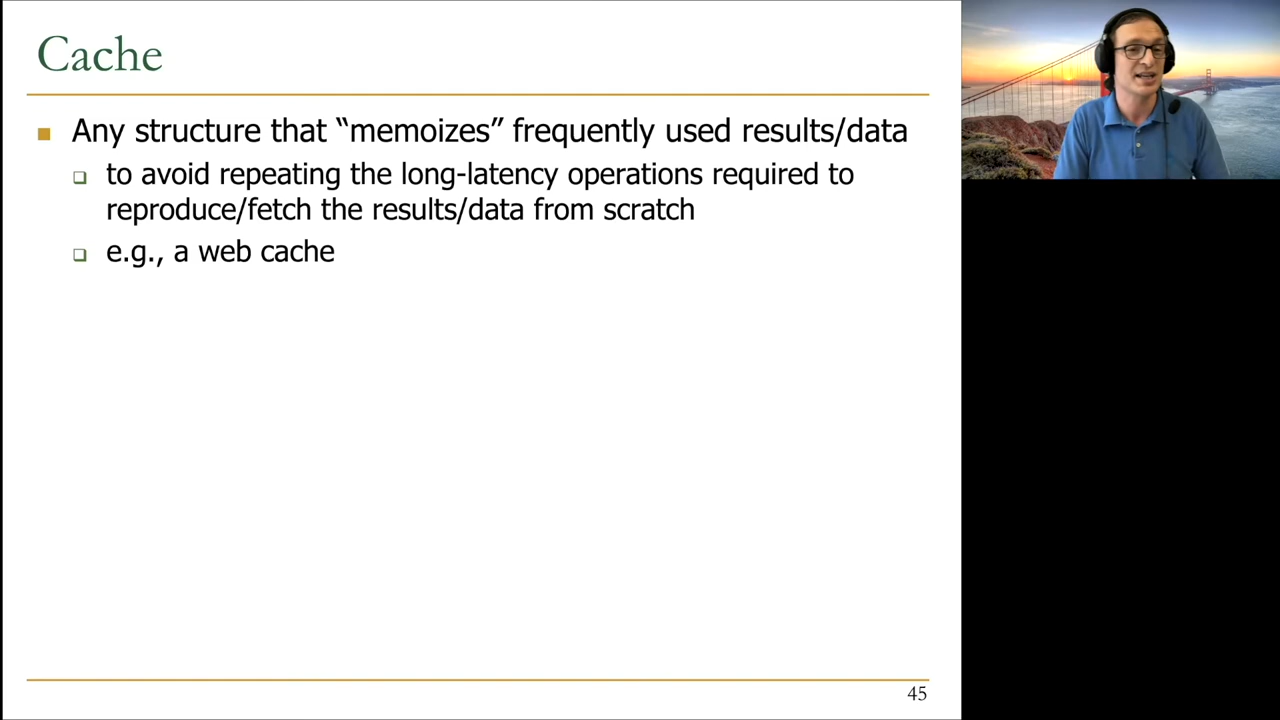 Cache
Any structure that “memoizes” frequently used results/data
to avoid repeating the long-latency operations required to
reproduce/fetch the results/data from scratch
e.g., a web cache
45